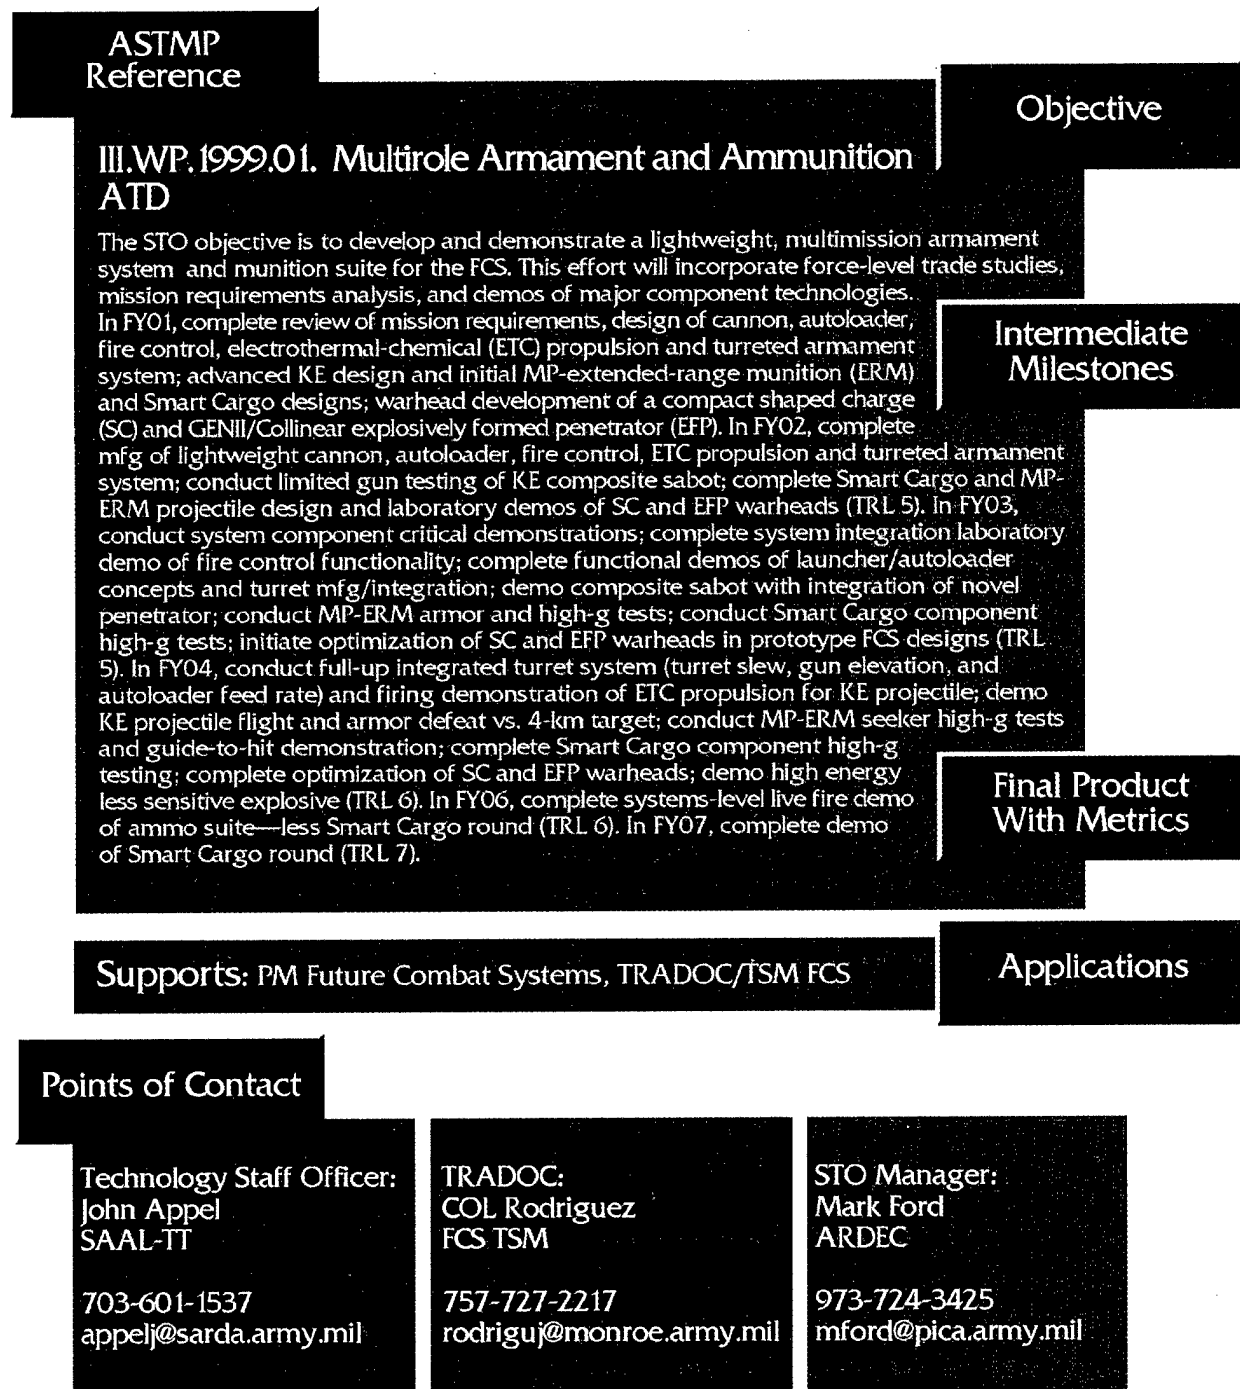 ASTMP
Reference
Objective
III.WP.1999.01. Multirole Armament and Ammunition
ATD
The STO objective is to develop and demonstrate a lightweight, multimission armament
system and munition suite for the FCS. This effort will incorporate force-level trade studies,
mission requirements analysis, and demos of major component technologies.
In FY01, complete review of mission requirements, design of cannon, autoloader,
fire control, electrothermal-chemical (ETC) propulsion and turreted armament
system; advanced KE design and initial MP-extended-range munition (ERM)
and Smart Cargo designs; warhead development of a compact shaped charge
(SC) and GENII/Collinear explosively formed penetrator (EFP). In FY02, complete
mfg of lightweight cannon, autoloader, fire control, ETC propulsion and turreted armament
system; conduct limited gun testing of KE composite sabot; complete Smart Cargo and MP-
ERM projectile design and laboratory demos of SC and EFP warheads (TRL 5). In FY03,
conduct system component critical demonstrations; complete system integration laboratory
demo of fire control functionality; complete functional demos of launcher/autoloader
concepts and turret mfg/integration; demo composite sabot with integration of novel
penetrator; conduct MP-ERM armor and high-g tests; conduct Smart Cargo component
high-g tests; initiate optimization of SC and EFP warheads in prototype FCS designs (TRL
5). In FY04, conduct full-up integrated turret system (turret slew, gun elevation, and
autoloader feed rate) and firing demonstration of ETC propulsion for KE projectile; demo
KE projectile flight and armor defeat vs. 4-km target; conduct MP-ERM seeker high-g tests
and guide-to-hit demonstration; complete Smart Cargo component high-g
testing; complete optimization of SC and EFP warheads; demo high energy
less sensitive explosive (TRL 6). In FY06, complete systems-level live fire demo
of ammo suite—less Smart Cargo round (TRL 6). In FY07, complete demo
of Smart Cargo round (TRL 7).
Intermediate
Milestones
Final Product
With Metrics
Supports: PM Future Combat Systems, TRADOC/TSM FCS
Applications
Points of Contact
Technology Staff Officer:
John Appel
SAAL-TT
703-601-1537
appelj@sarda.army.mil
TRADOC:
COL Rodriguez
FCS TSM
757-727-2217
rodriguj@monroe.army.mil
STO Manager:
Mark Ford
ARDEC
973-724-3425
mford@pica.army.mil